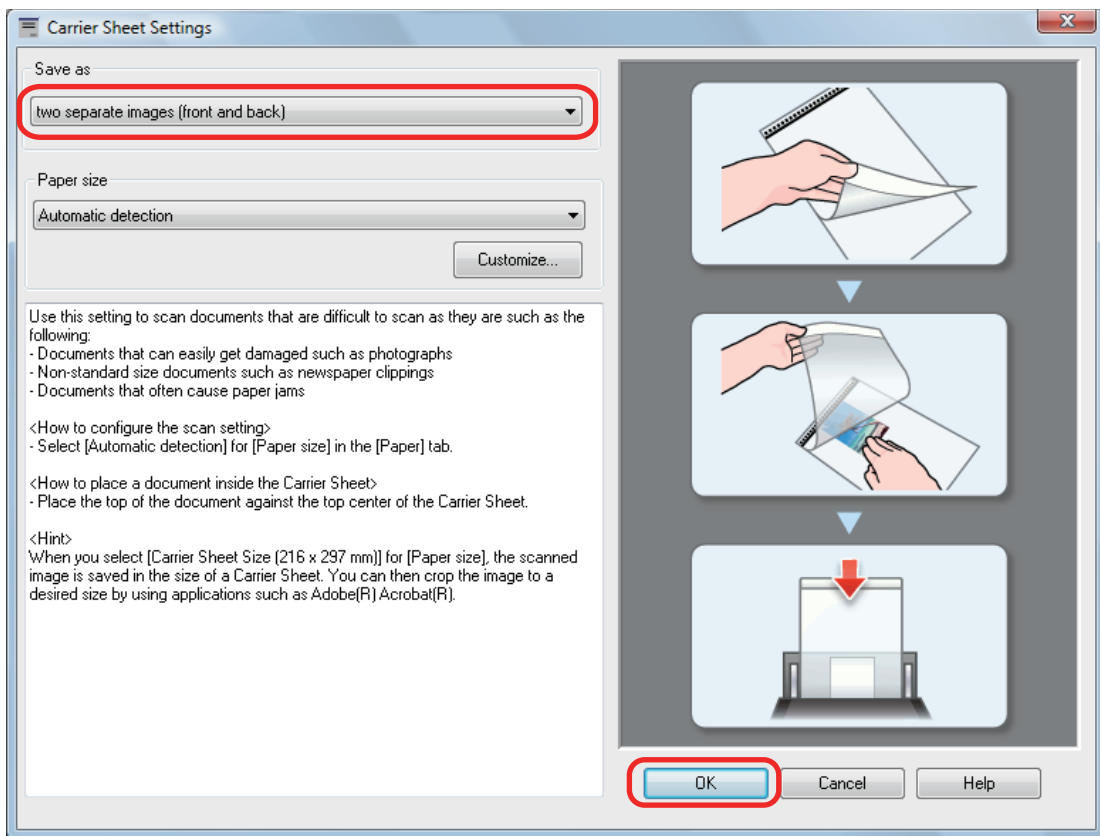 Carrier Sheet Settings
Save as
two separate images (front and back)
Paper size
Automatic detection
Customize...
Use this setting to scan documents that are difficult to scan as they are such as the
following:
- Documents that can easily get damaged such as photographs
- Non-standard size documents such as newspaper clippings
- Documents that often cause paper jams
<How to configure the scan setting>
- Select [Automatic detection] for [Paper size] in the [Paper] tab.
<How to place a document inside the Carrier Sheet>
- Place the top of the document against the top center of the Carrier Sheet.
<Hint>
When you select [Carrier Sheet Size (216 x 297 mm)] for [Paper size], the scanned
image is saved in the size of a Carrier Sheet. You can then crop the image to a
desired size by using applications such as Adobe(R) Acrobat(R).
OK
Cancel
Help